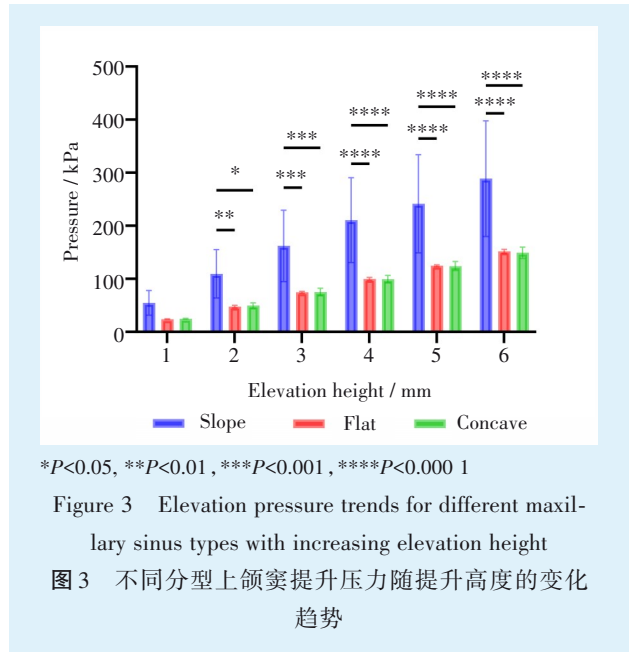 500
400
300
200
100
0
Pressure / kPa
* ** 
*** ***
**** ****
**** ****
**** ****
1 2 3 4 5 6
Elevation height / mm
Slope Flat Concave
*P<0.05, **P<0.01, ***P<0.001, ****P<0.000 1
Figure 3 Elevation pressure trends for different maxil-
lary sinus types with increasing elevation height
图3 不同分型上颌窦提升压力随提升高度的变化
趋势